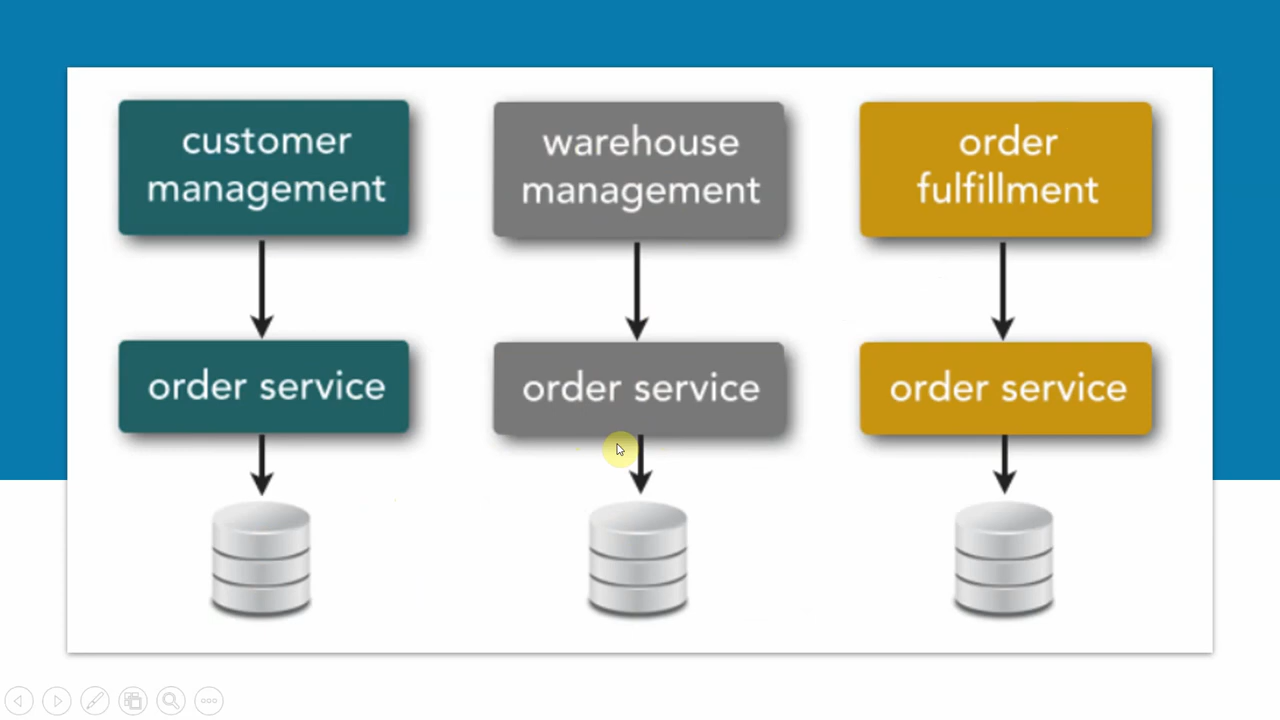 customer
management
warehouse
management
order
fulfillment
order service
order service
order service